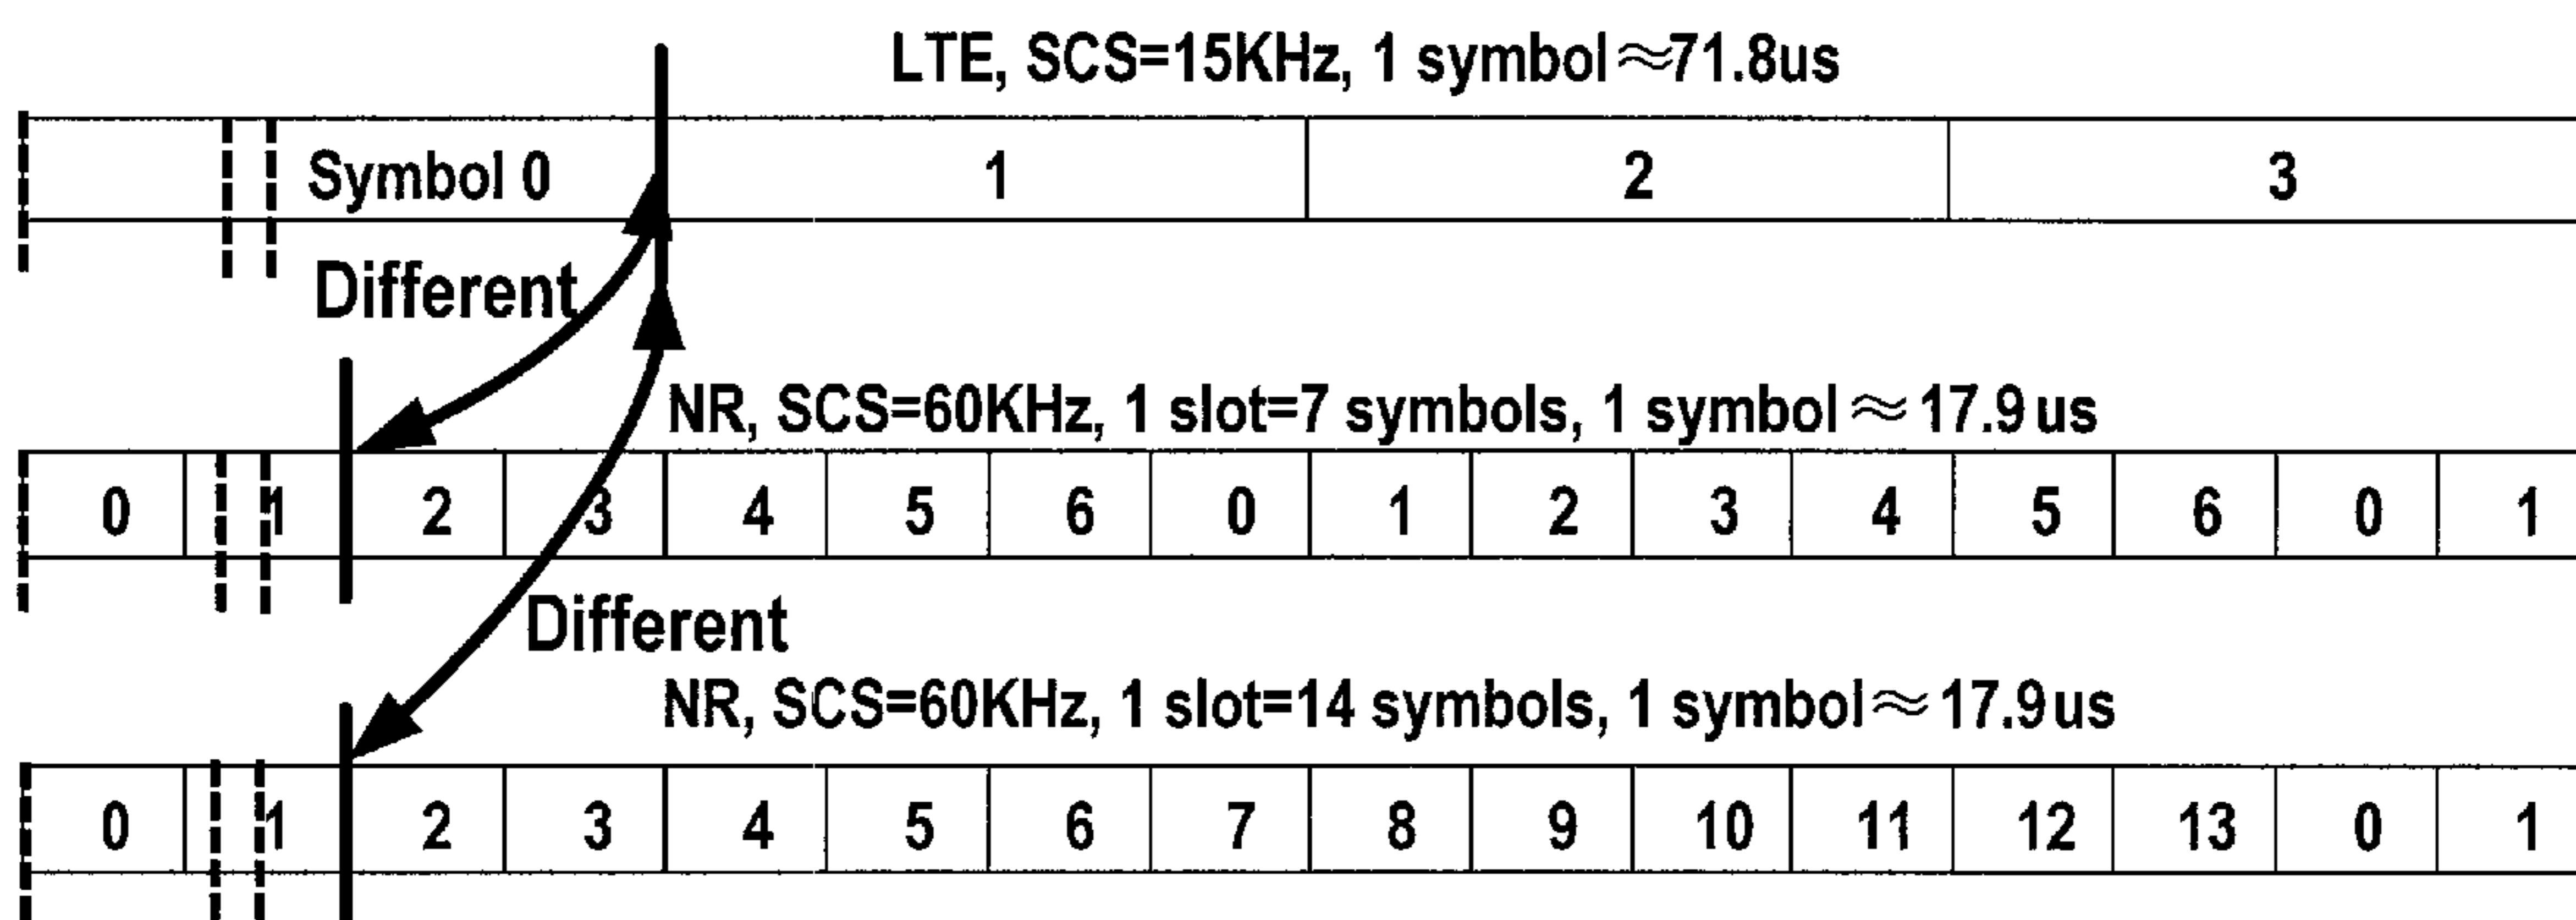 LTE, SCS=15KHz, 1 symbol≈71.8us
Symbol 0 1 2 3
Different
NR, SCS=60KHz, 1 slot=7 symbols, 1 symbol≈17.9us
0 1 2 3 4 5 6 0 1 2 3 4 5 6 0 1
Different
NR, SCS=60KHz, 1 slot=14 symbols, 1 symbol≈17.9us
0 1 2 3 4 5 6 7 8 9 10 11 12 13 0 1